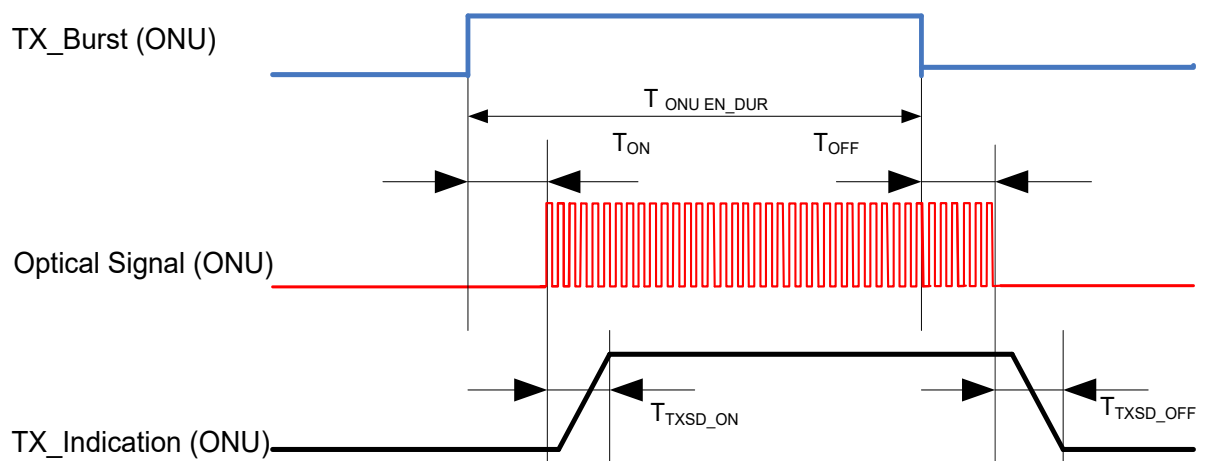 TX_Burst (ONU)
T ONU EN_DUR
TON
TOFF
Optical Signal (ONU)
TTXSD_ON
TTXSD_OFF
TX_Indication (ONU)